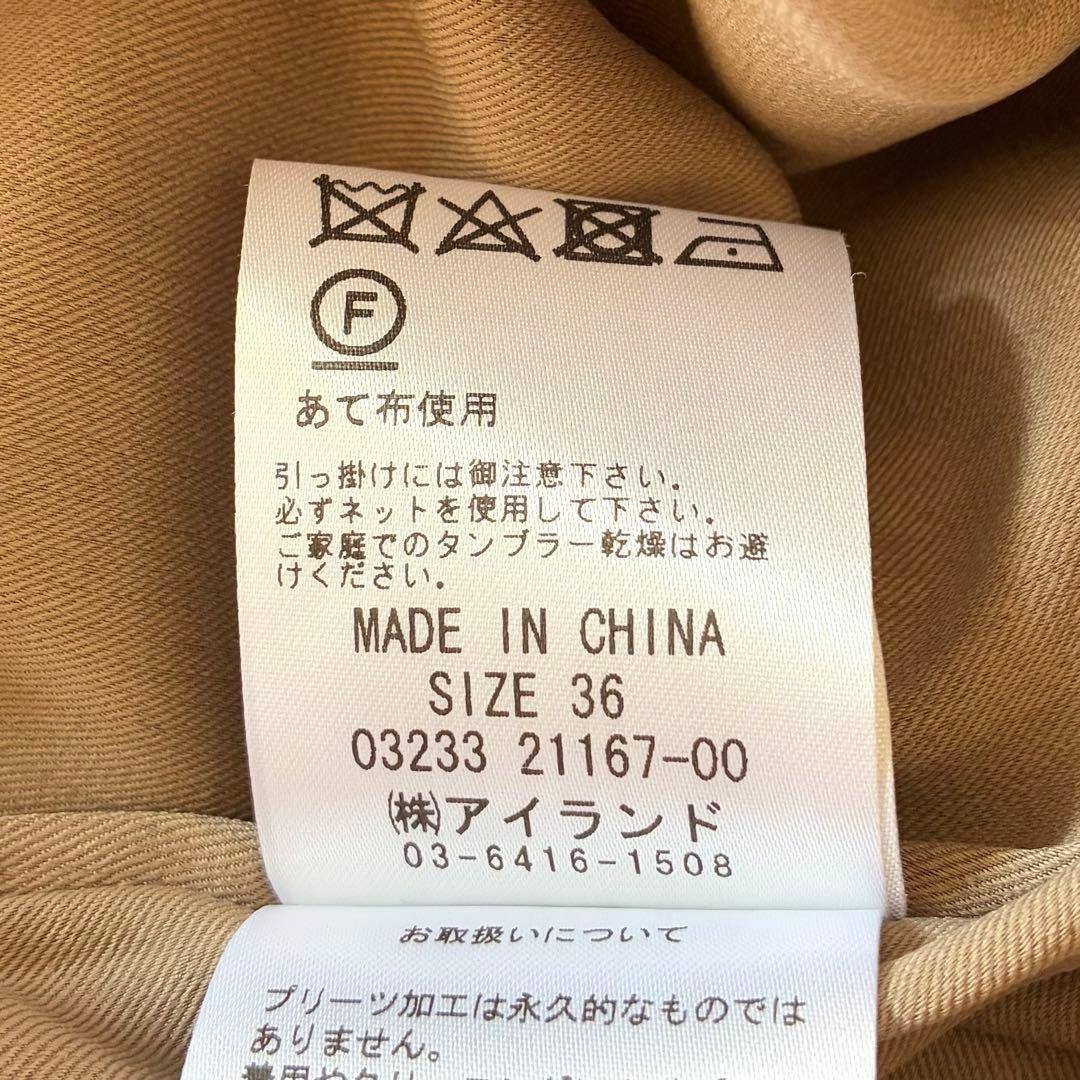 F
あて布使用
引っ掛けには御注意下さい。
必ずネットを使用して下さい。
ご家庭でのタンブラー乾燥はお避
けください。
MADE IN CHINA
SIZE 36
03233 21167-00
㈱アイランド
03-6416-1508
お取扱いについて
プリーツ加工は永久的なものでは
ありません。